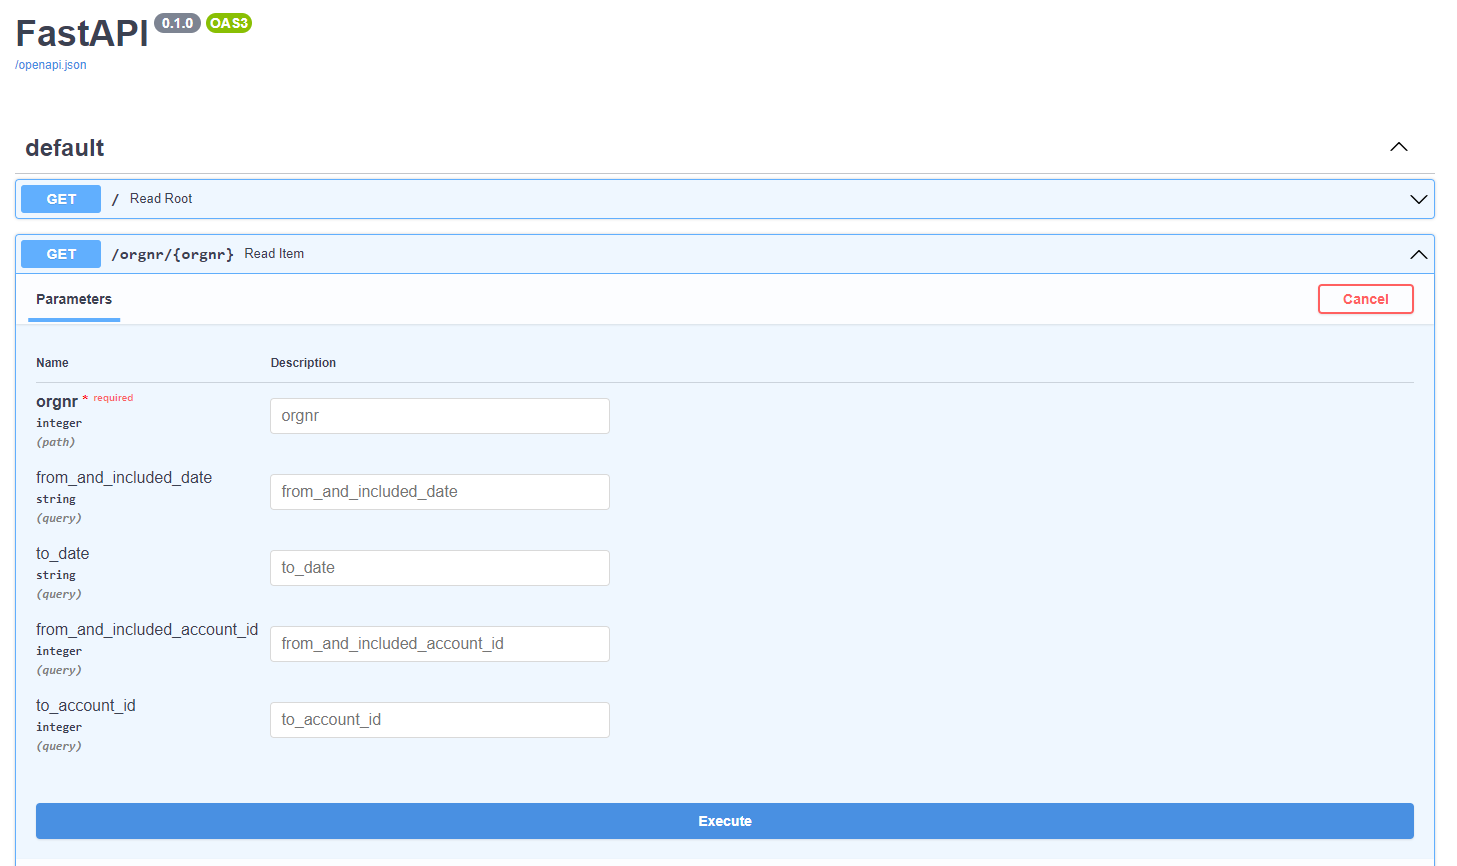 FastAPI 0.1.0 OAS3
/openapi.json
default
GET / Read Root
GET /orgnr/{orgnr} Read Item
Parameters Cancel
Name Description
orgnr * required
integer
(path)
orgnr
from_and_included_date
string
(query)
from_and_included_date
to_date
string
(query)
to_date
from_and_included_account_id
integer
(query)
from_and_included_account_id
to_account_id
integer
(query)
to_account_id
Execute